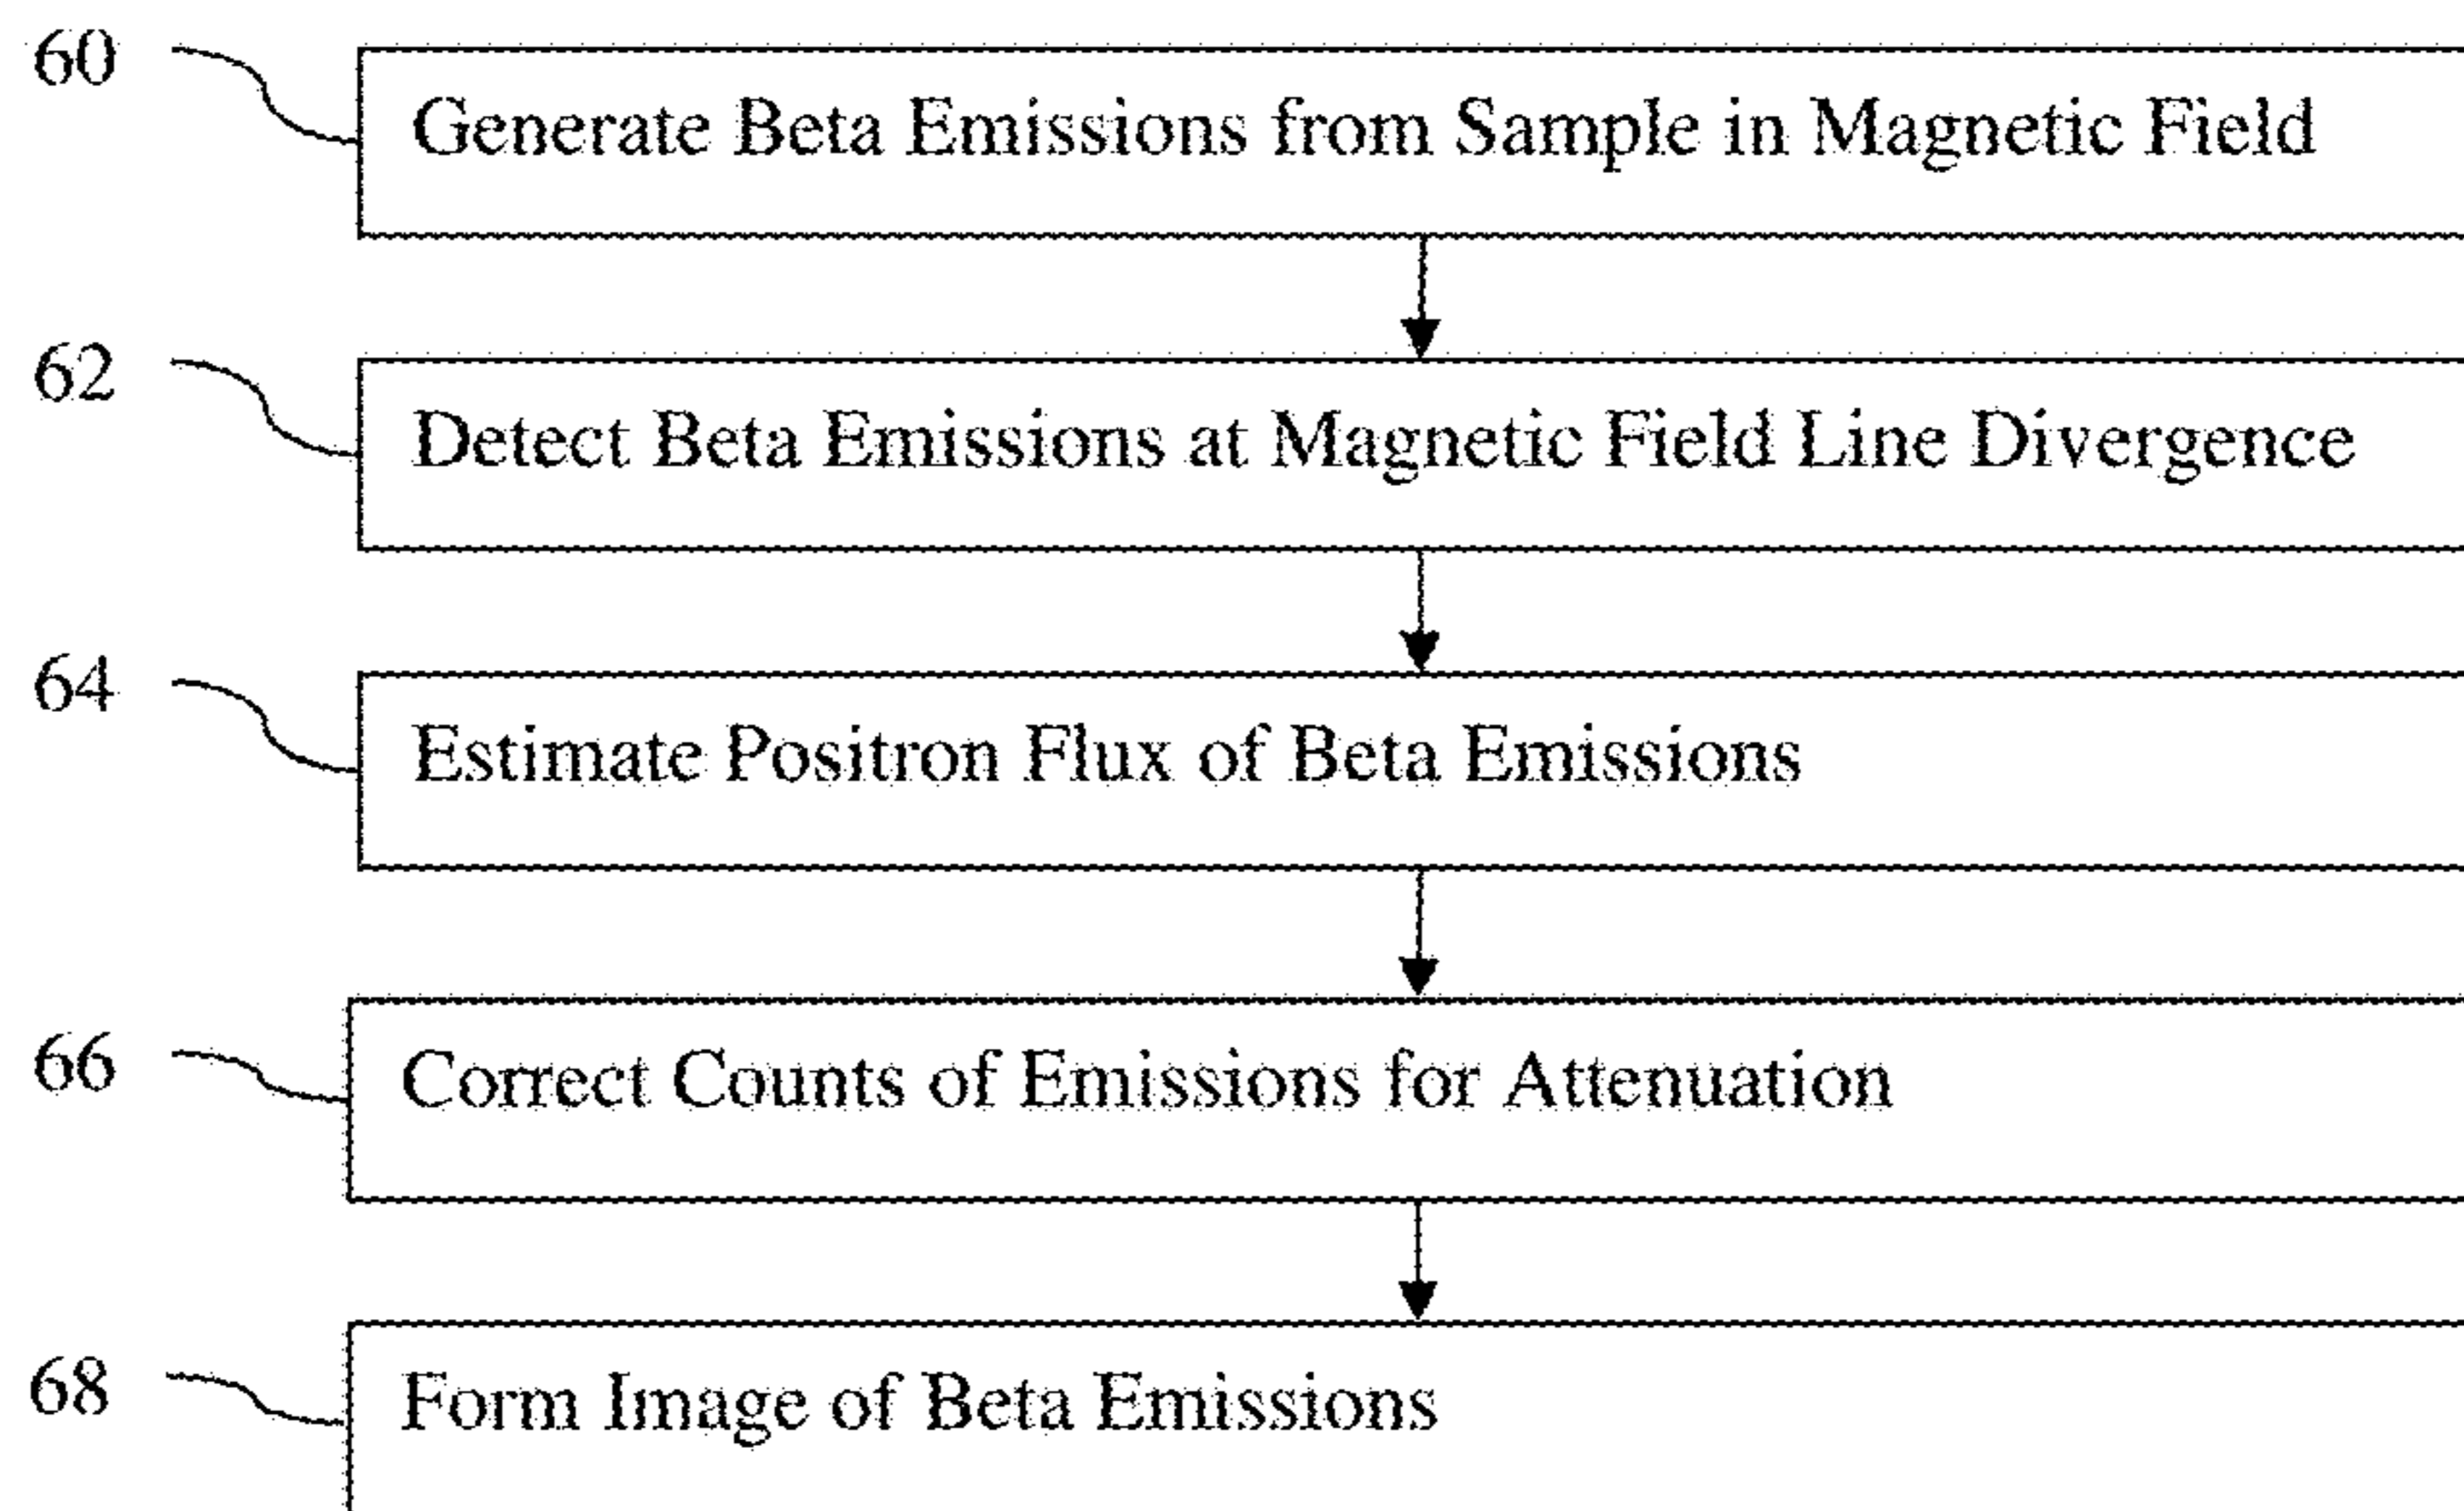 60
Generate Beta Emissions from Sample in Magnetic Field
62
Detect Beta Emissions at Magnetic Field Line Divergence
64
Estimate Positron Flux of Beta Emissions
66
Correct Counts of Emissions for Attenuation
68
Form Image of Beta Emissions